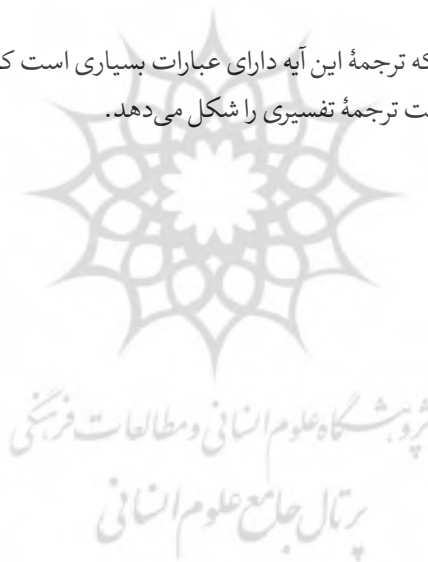 که ترجمهٔ این آیه دارای عبارات بسیاری است
ت ترجمهٔ تفسیری را شکل می‌دهد.
پژوهشگاه علوم انسانی و مطالعات فرهنگی
پرتال جامع علوم انسانی